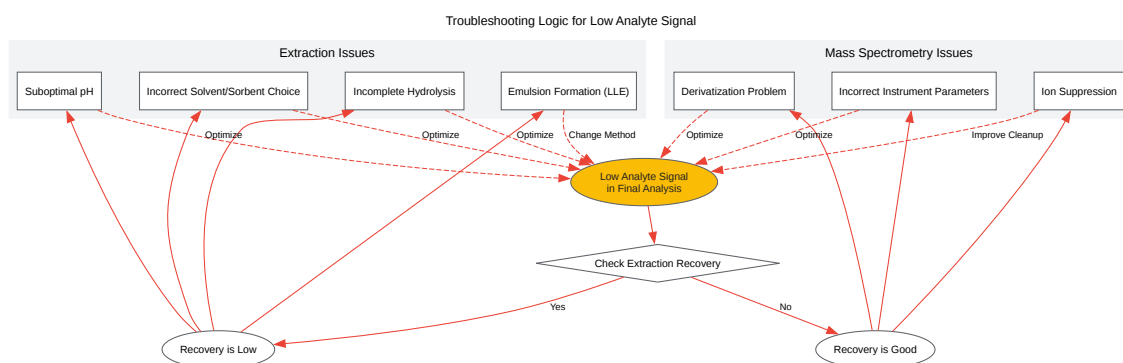 Troubleshooting Logic for Low Analyte Signal
Extraction Issues
Mass Spectrometry Issues
Suboptimal pH
Incorrect Solvent/Sorbent Choice
Incomplete Hydrolysis
Emulsion Formation (LLE)
Derivatization Problem
Incorrect Instrument Parameters
Ion Suppression
Optimize
Optimize
Optimize
Change Method
Optimize
Optimize
Improve Cleanup
Low Analyte Signal
in Final Analysis
Check Extraction Recovery
Yes
No
Recovery is Low
Recovery is Good